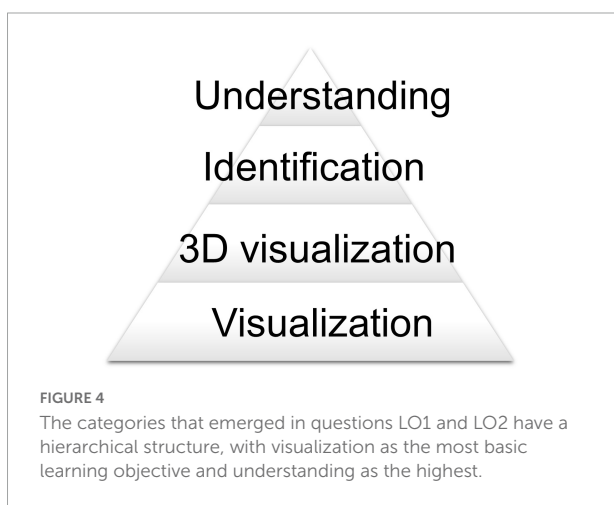 Understanding
Identification
3D visualization
Visualization
FIGURE 4
The categories that emerged in questions LO1 and LO2 have a
hierarchical structure, with visualization as the most basic
learning objective and understanding as the highest.